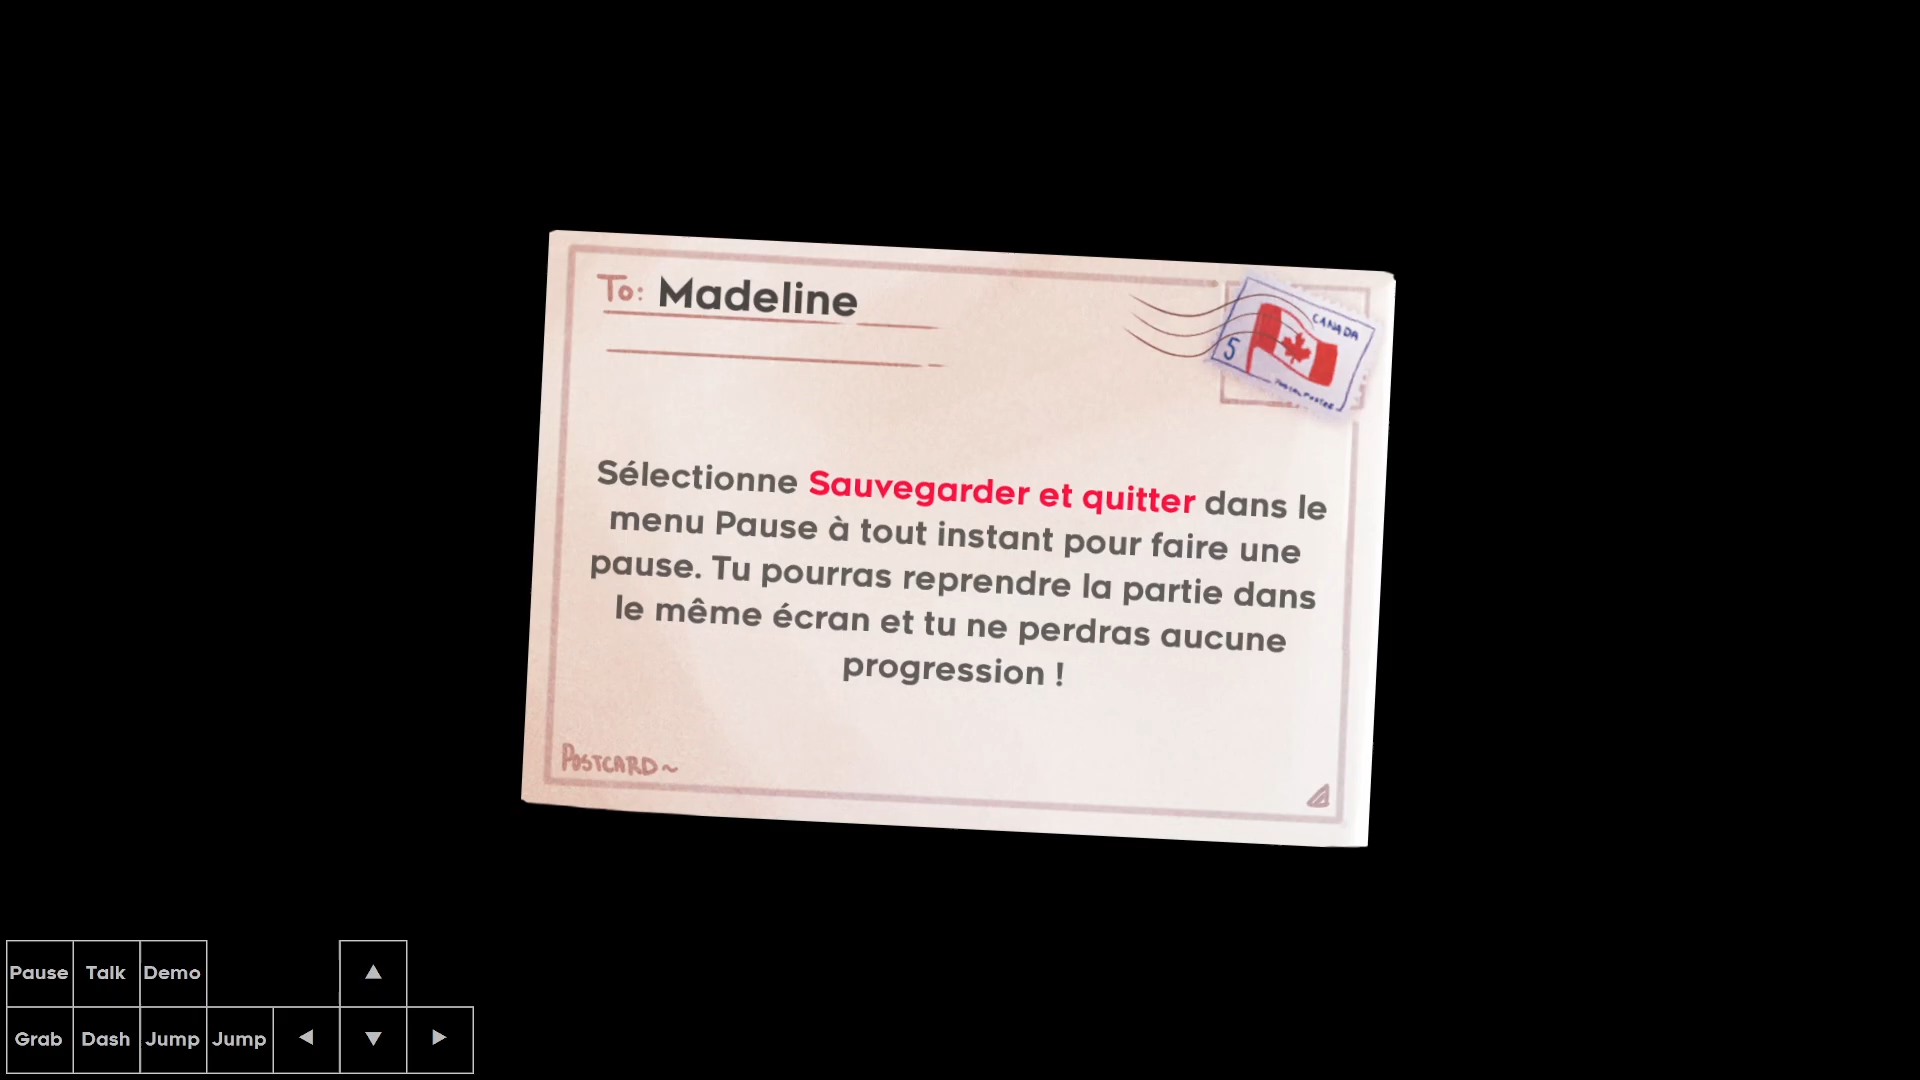 To: Madeline
CANADA
5
Sélectionne Sauvegarder et quitter dans le
menu Pause à tout instant pour faire une
pause. Tu pourras reprendre la partie dans
le même écran et tu ne perdras aucune
progression !
POSTCARD~
Pause Talk Demo ▲
Grab Dash Jump Jump ◀ ▼ ▶